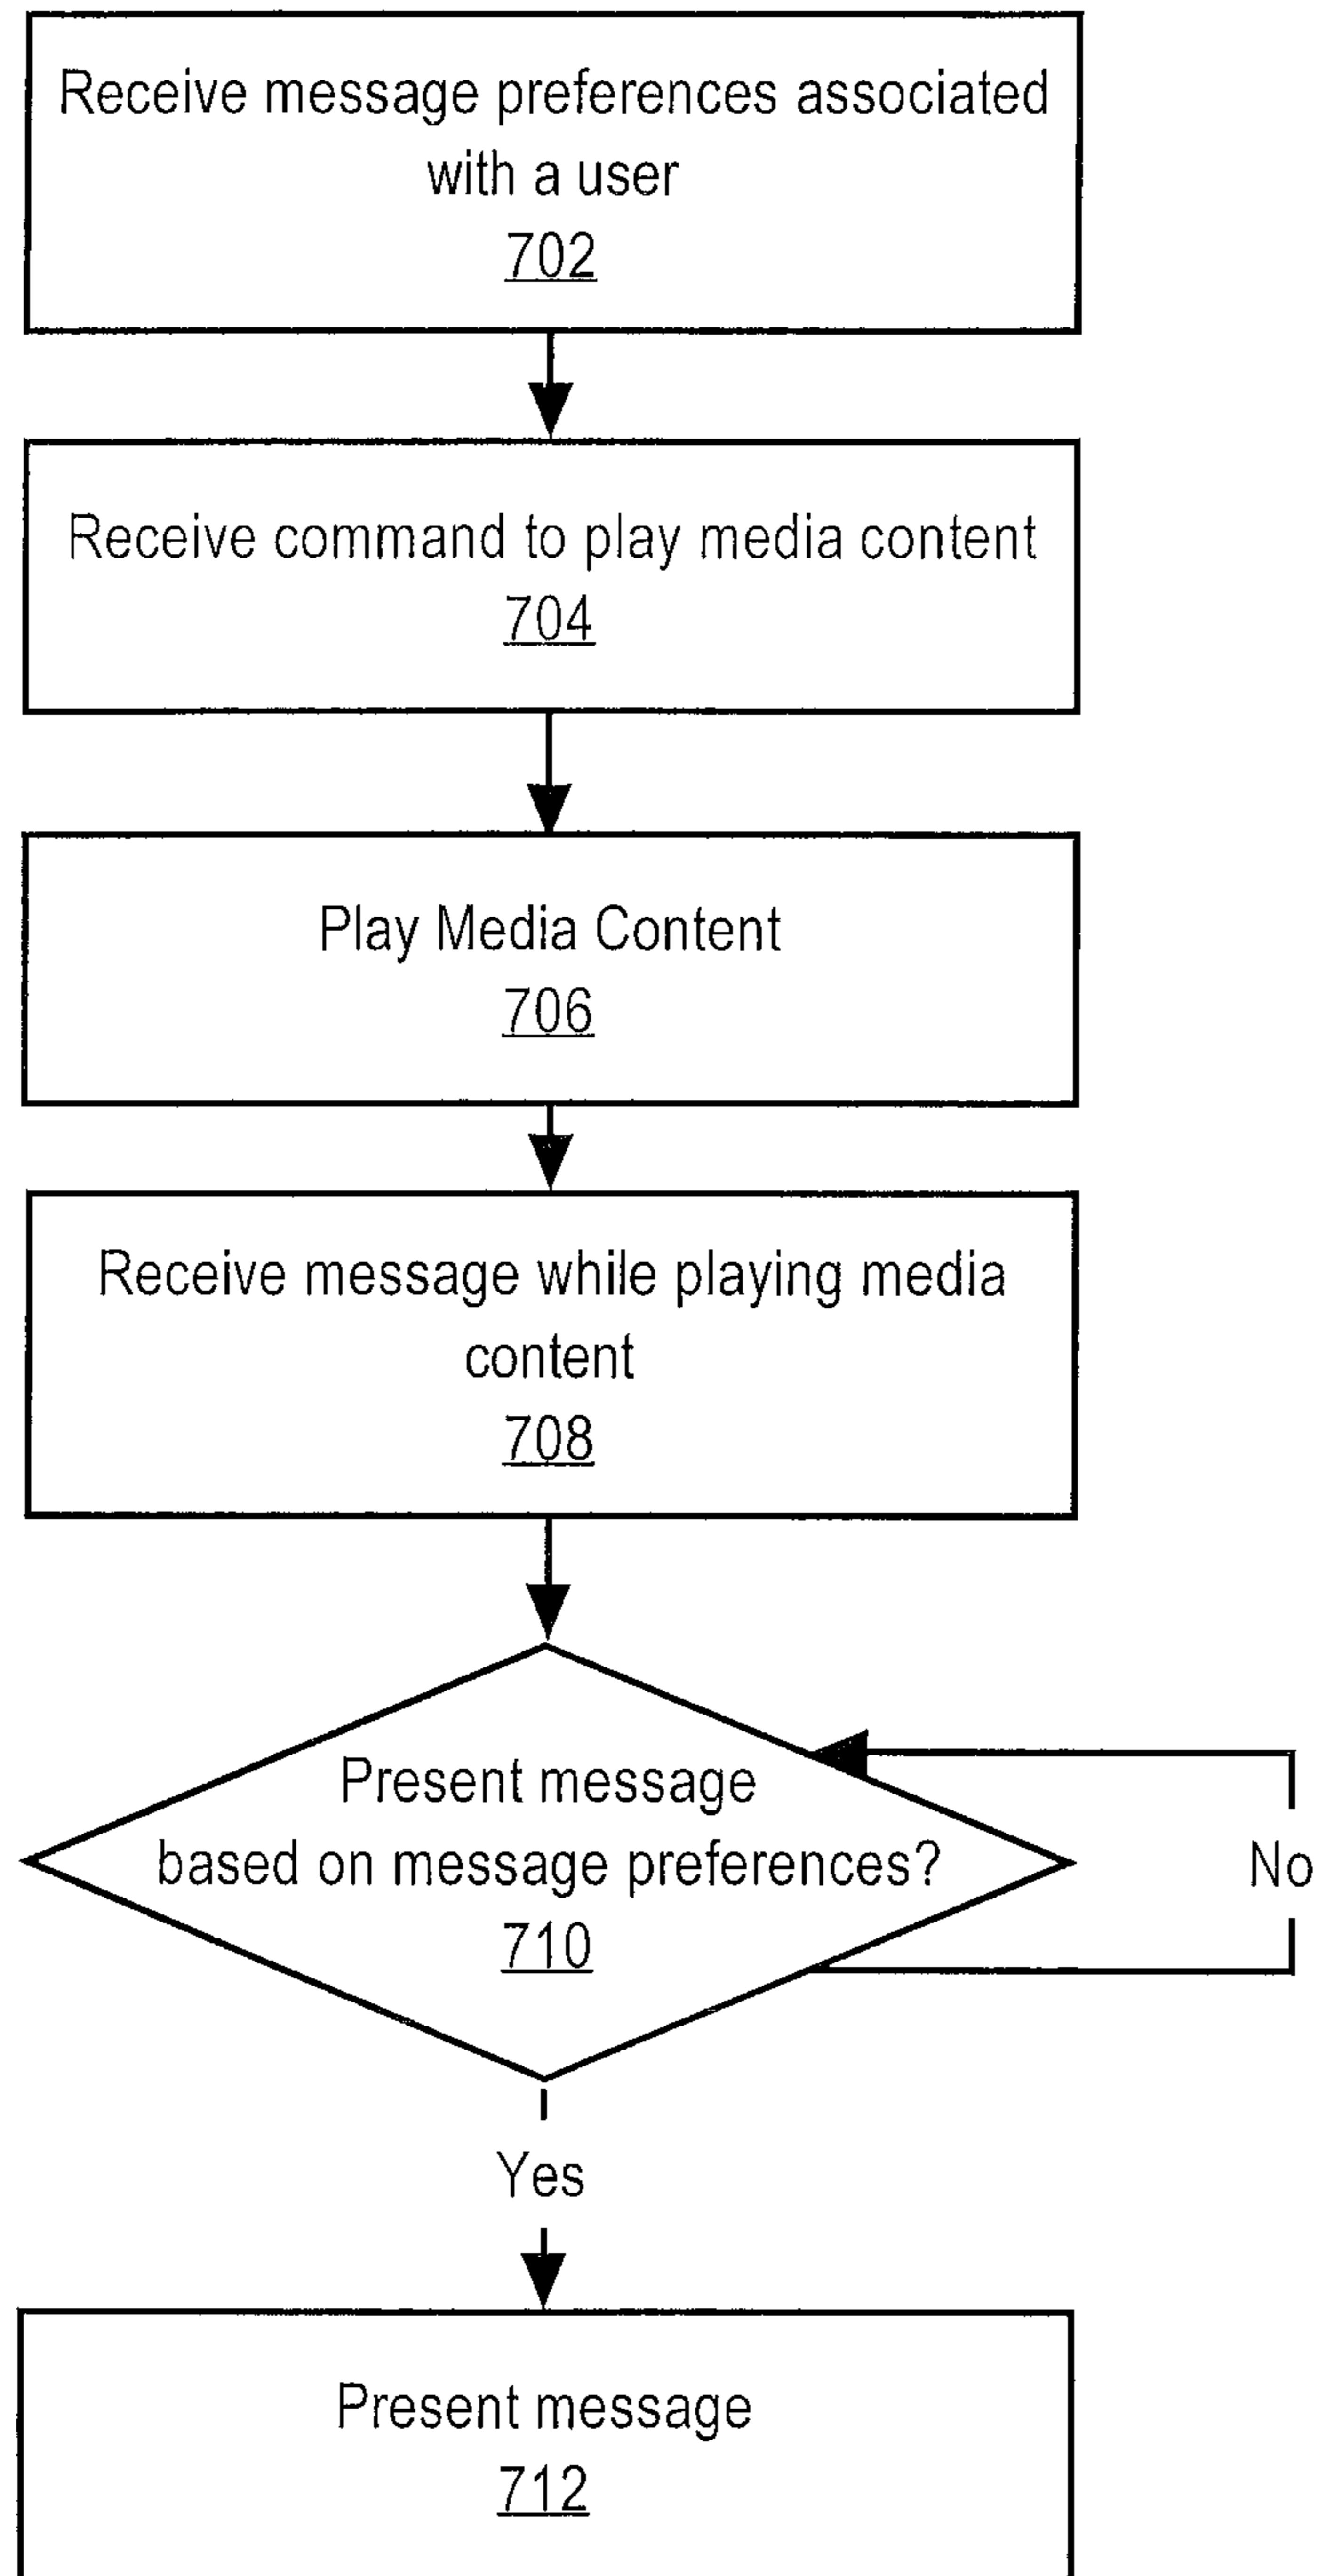 Receive message preferences associated
with a user
702
Receive command to play media content
704
Play Media Content
706
Receive message while playing media
content
708
Present message
based on message preferences?
710
No
Yes
Present message
712